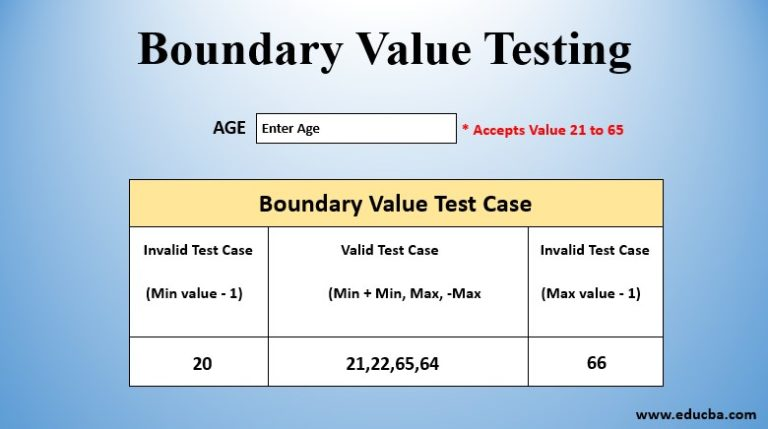 Boundary Value Testing
AGE Enter Age * Accepts Value 21 to 65
Boundary Value Test Case
Invalid Test Case Valid Test Case Invalid Test Case
(Min value - 1) (Min + Min, Max, -Max (Max value - 1)
20 21,22,65,64 66
www.educba.com